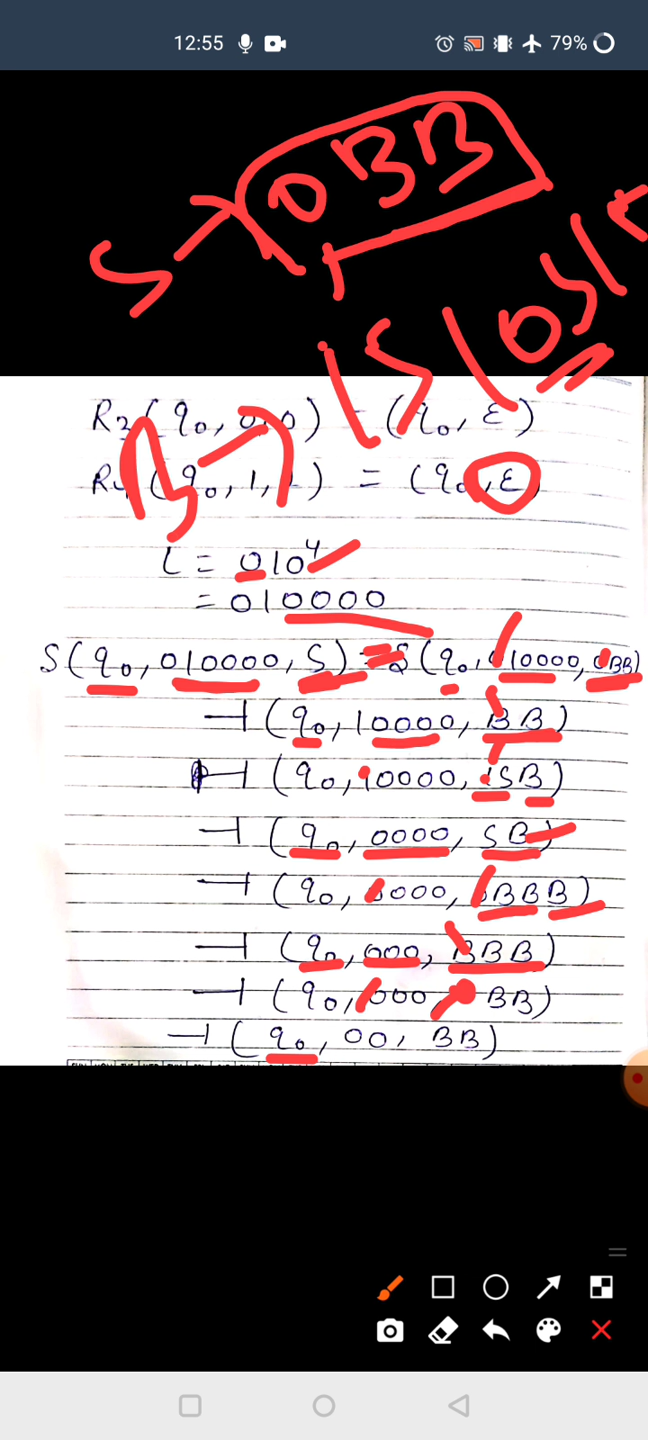 12:55 79%
S → 0BB
B → 1S | 0S |
R3 (q0, 0, 0) = (q0, ε)
R4 (q0, 1, 1) = (q0, ε)
L = 010⁴
= 010000
δ(q0, 010000, S) = δ(q0, 010000, 0BB)
⊣ (q0, 10000, BB)
⊣ (q0, 10000, 1SB)
⊣ (q0, 0000, SB)
⊣ (q0, 0000, 0BBB)
⊣ (q0, 000, BBB)
⊣ (q0, 000, 0BB)
⊣ (q0, 00, BB)